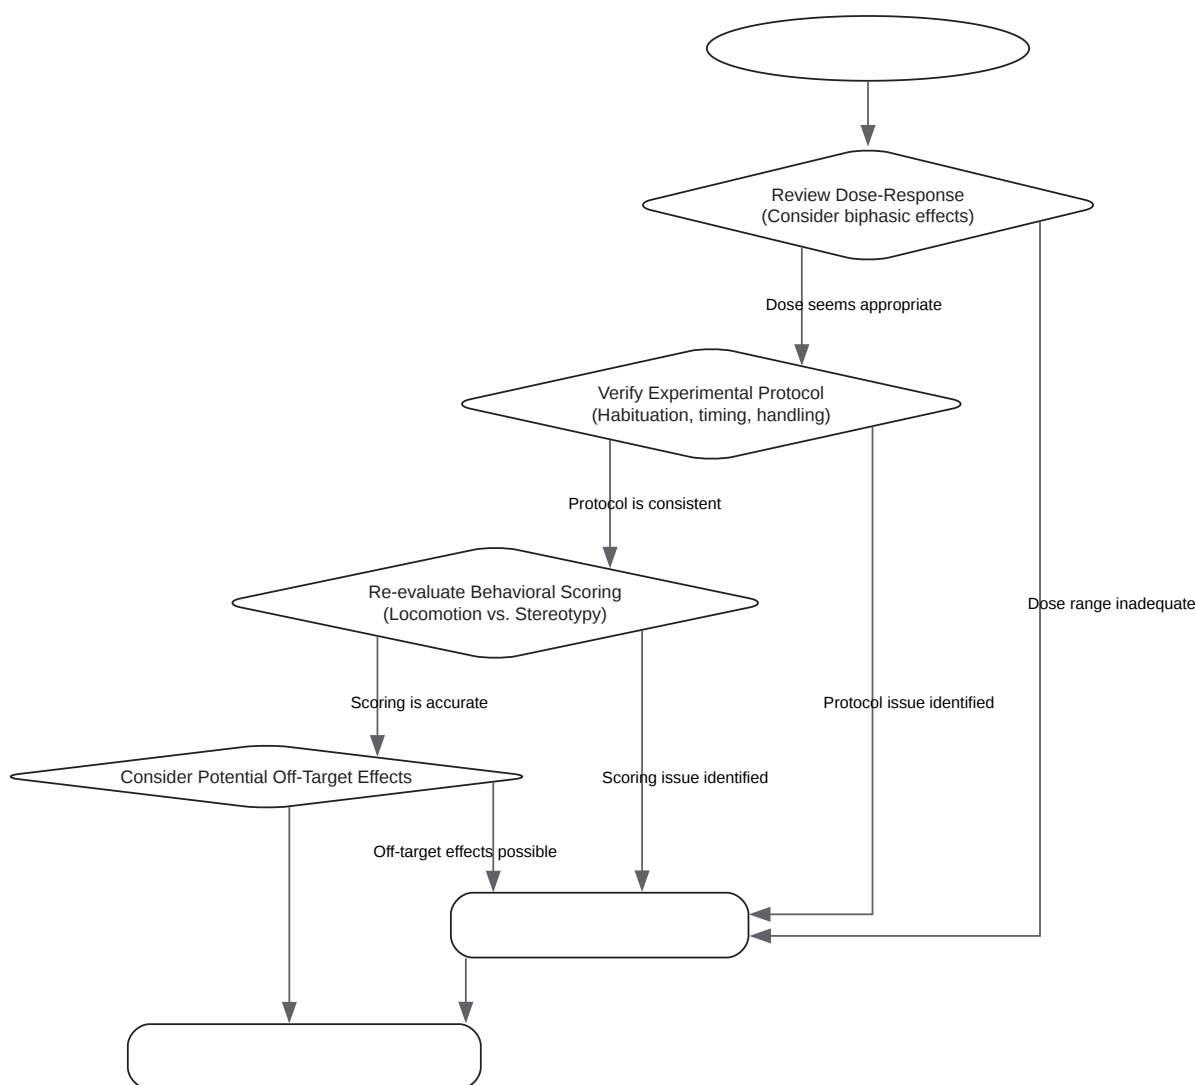 Review Dose-Response
(Consider biphasic effects)
Dose seems appropriate
Verify Experimental Protocol
(Habituation, timing, handling)
Protocol is consistent
Re-evaluate Behavioral Scoring
(Locomotion vs. Stereotypy)
Dose range inadequate
Scoring is accurate
Protocol issue identified
Consider Potential Off-Target Effects
Scoring issue identified
Off-target effects possible